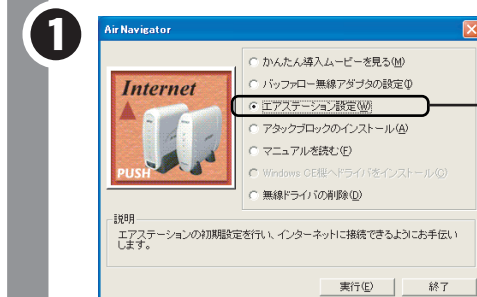 1
Air Navigator
Internet
PUSH
かんたん導入ムービーを見る(M)
バッファロー無線アダプタの設定(I)
エアステーション設定(W)
アタックブロックのインストール(A)
マニュアルを読む(F)
Windows CE機へドライバをインストール(C)
無線ドライバの削除(D)
説明
エアステーションの初期設定を行い、インターネットに接続できるようにお手伝い
します。
実行(E)
終了